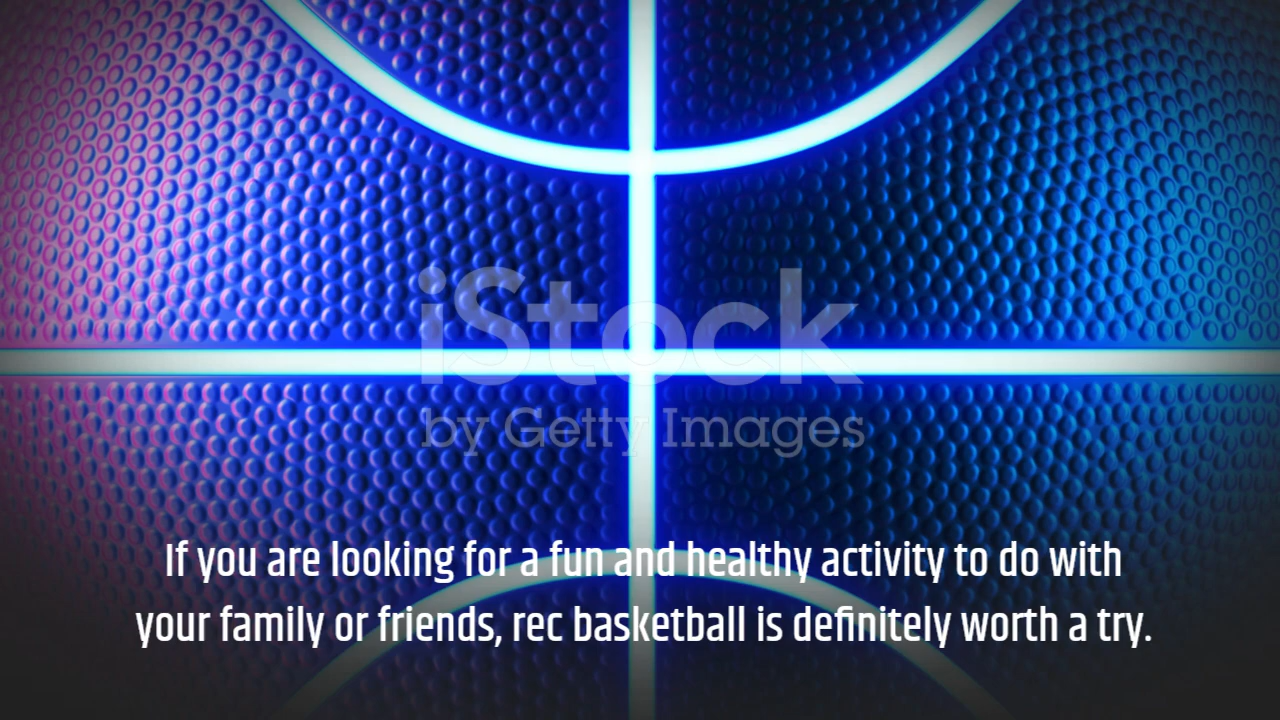 iStock
by Getty Images
If you are looking for a fun and healthy activity to do with
your family or friends, rec basketball is definitely worth a try.